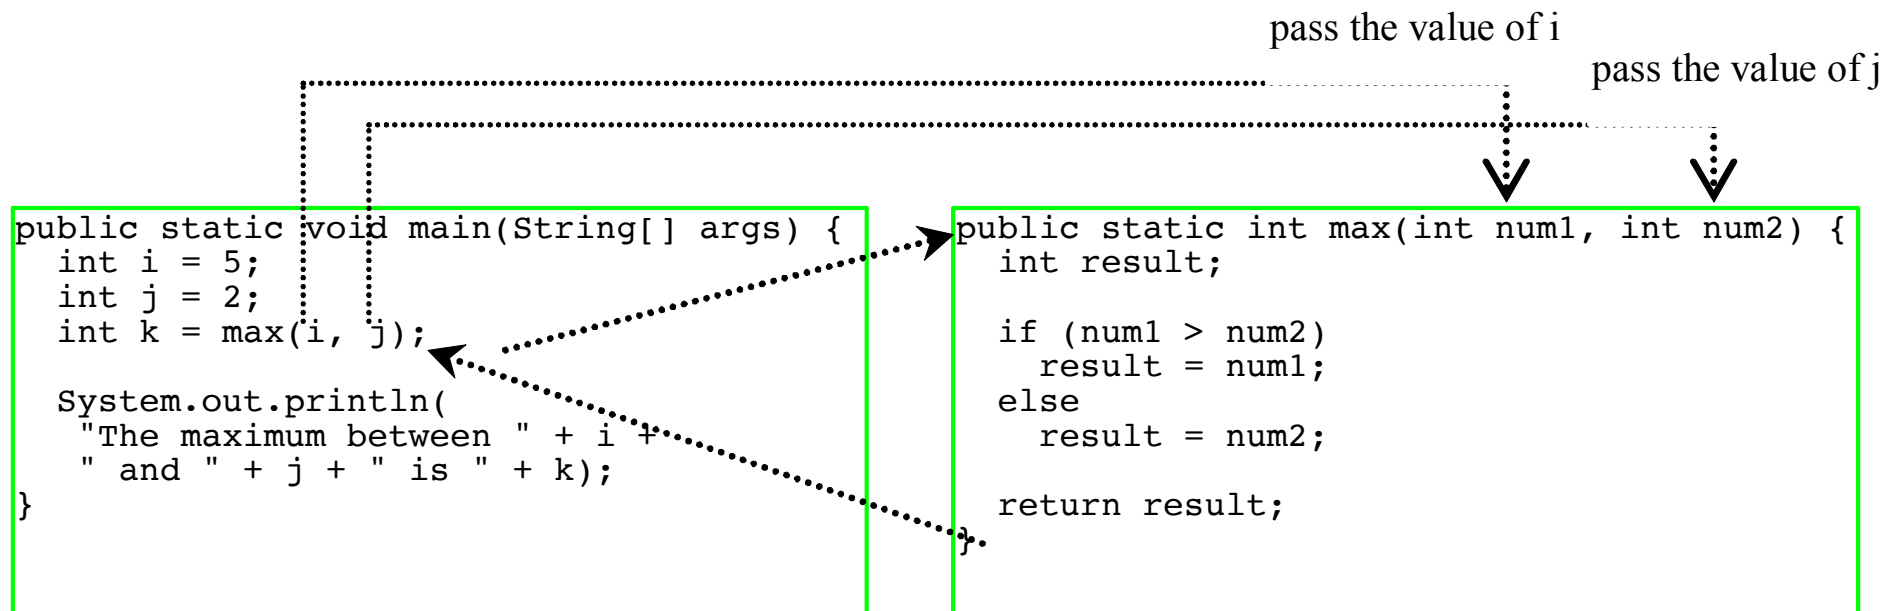 pass the value of i
pass the value of j
public static void main(String[] args) {
  int i = 5;
  int j = 2;
  int k = max(i, j);

  System.out.println(
   "The maximum between " + i +
   " and " + j + " is " + k);
}
public static int max(int num1, int num2) {
  int result;

  if (num1 > num2)
    result = num1;
  else
    result = num2;

  return result;
}